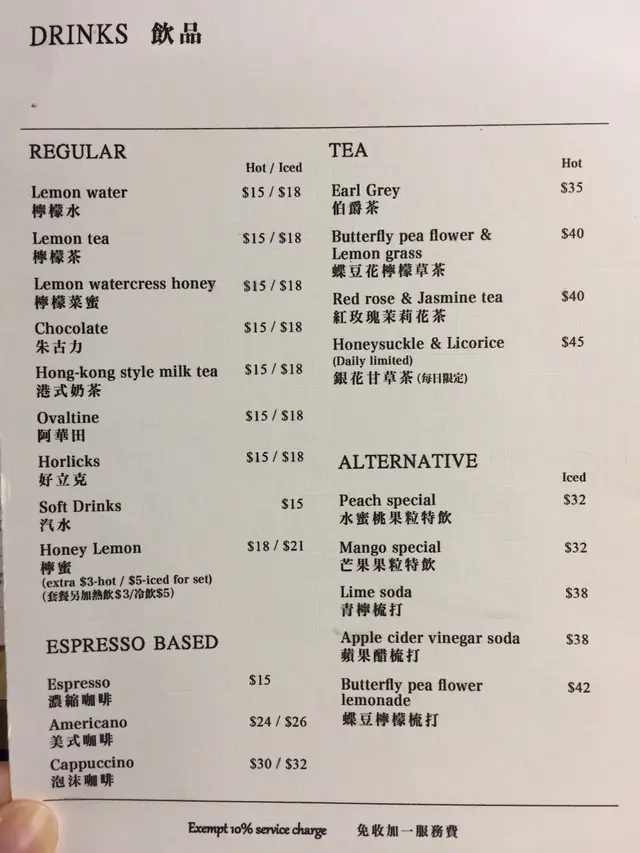 DRINKS 飲品
REGULAR
Hot / Iced
Lemon water $15 / $18
檸檬水
Lemon tea $15 / $18
檸檬茶
Lemon watercress honey $15 / $18
檸檬菜蜜
Chocolate $15 / $18
朱古力
Hong-kong style milk tea $15 / $18
港式奶茶
Ovaltine $15 / $18
阿華田
Horlicks $15 / $18
好立克
Soft Drinks $15
汽水
Honey Lemon $18 / $21
檸蜜
(extra $3-hot / $5-iced for set)
(套餐另加熱飲$3/冷飲$5)
ESPRESSO BASED
Espresso $15
濃縮咖啡
Americano $24 / $26
美式咖啡
Cappuccino $30 / $32
泡沫咖啡
TEA
Hot
Earl Grey $35
伯爵茶
Butterfly pea flower & $40
Lemon grass
蝶豆花檸檬草茶
Red rose & Jasmine tea $40
紅玫瑰茉莉花茶
Honeysuckle & Licorice $45
(Daily limited)
銀花甘草茶 (每日限定)
ALTERNATIVE
Iced
Peach special $32
水蜜桃果粒特飲
Mango special $32
芒果果粒特飲
Lime soda $38
青檸梳打
Apple cider vinegar soda $38
蘋果醋梳打
Butterfly pea flower $42
lemonade
蝶豆檸檬梳打
Exempt 10% service charge 免收加一服務費